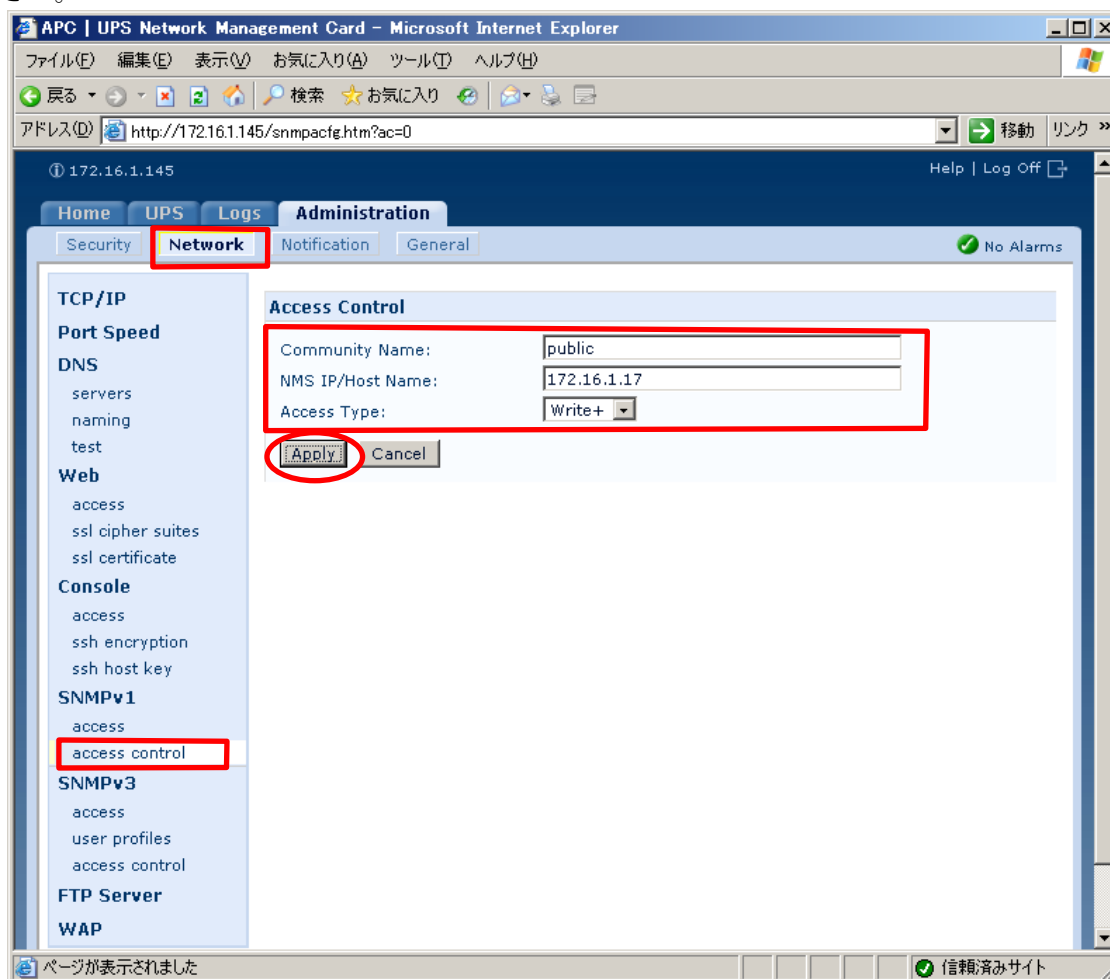 APC | UPS Network Management Card - Microsoft Internet Explorer
ファイル(F) 編集(E) 表示(V) お気に入り(A) ツール(T) ヘルプ(H)
戻る 検索 お気に入り
アドレス(D) http://172.16.1.145/snmpacfg.htm?ac=0 移動 リンク »
172.16.1.145 Help | Log Off
Home UPS Logs Administration
Security Network Notification General No Alarms
TCP/IP
Port Speed
DNS
servers
naming
test
Web
access
ssl cipher suites
ssl certificate
Console
access
ssh encryption
ssh host key
SNMPv1
access
access control
SNMPv3
access
user profiles
access control
FTP Server
WAP
Access Control
Community Name: public
NMS IP/Host Name: 172.16.1.17
Access Type: Write+
Apply Cancel
ページが表示されました 信頼済みサイト